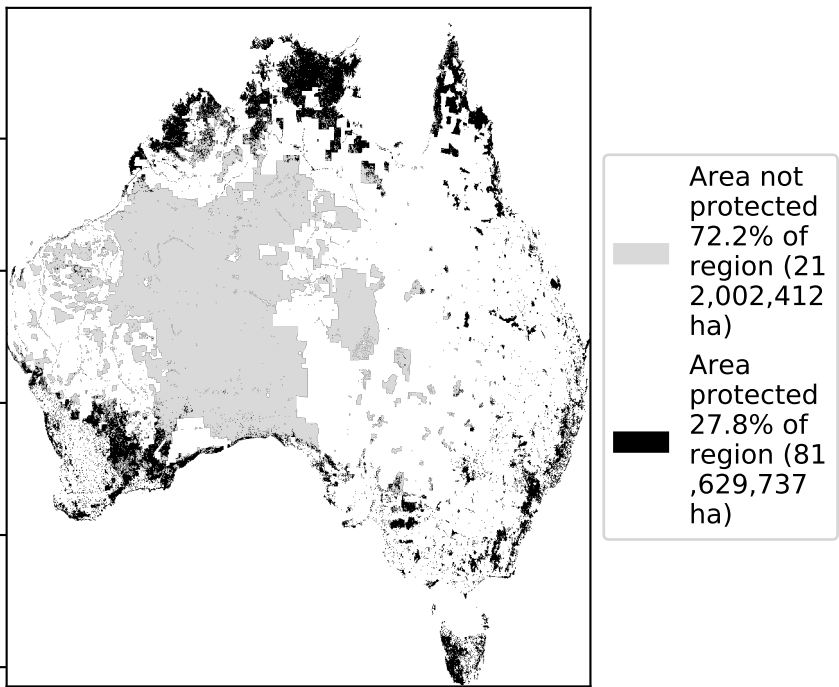 Area not
protected
72.2% of
region (21
2,002,412
ha)
Area
protected
27.8% of
region (81
,629,737
ha)